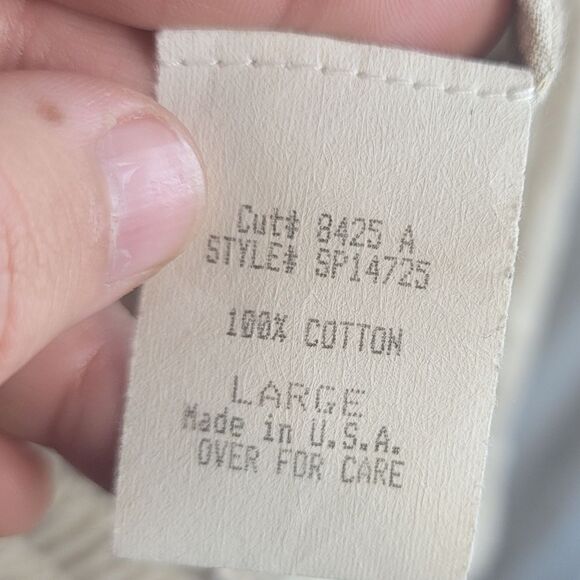 Cut# 8425 A
STYLE# SP14725
100% COTTON
LARGE
Made in U.S.A.
OVER FOR CARE